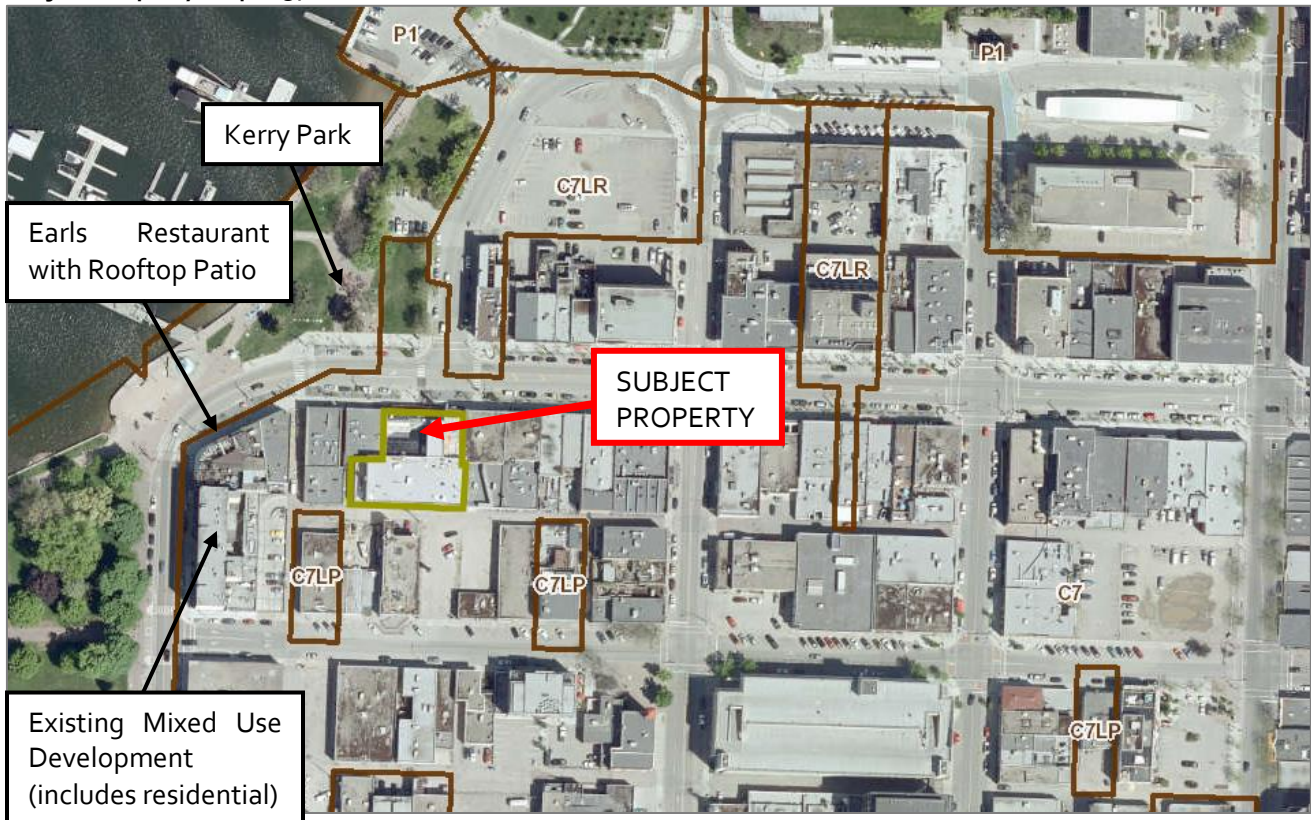 P1
P1
Kerry Park
C7LR
Earls Restaurant
with Rooftop Patio
C7LR
SUBJECT
PROPERTY
C7LP
C7LP
C7
Existing Mixed Use
Development
(includes residential)
C7LP